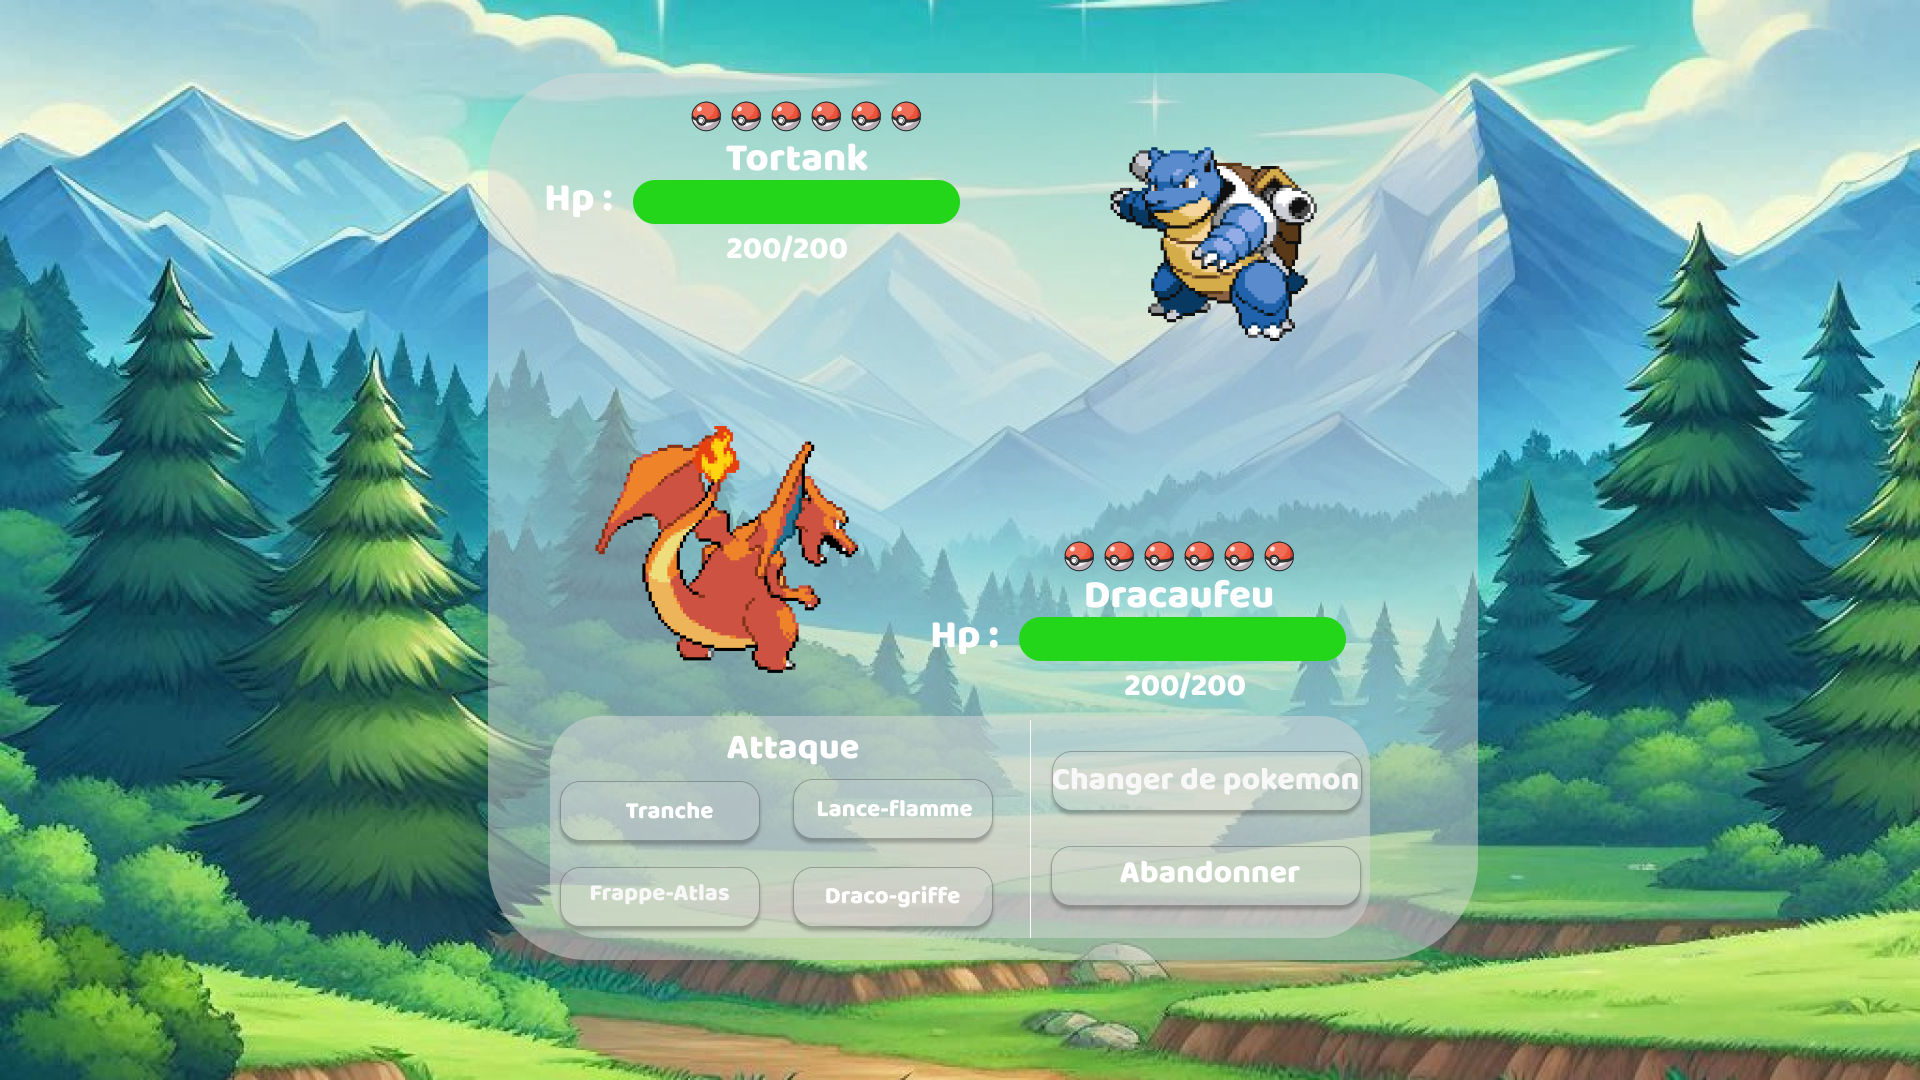 Tortank
Hp :
200/200
Dracaufeu
Hp :
200/200
Attaque
Tranche
Lance-flamme
Frappe-Atlas
Draco-griffe
Changer de pokemon
Abandonner